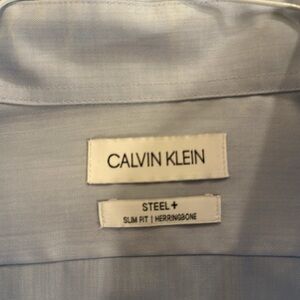 CALVIN KLEIN
STEEL+
SLIM FIT | HERRINGBONE